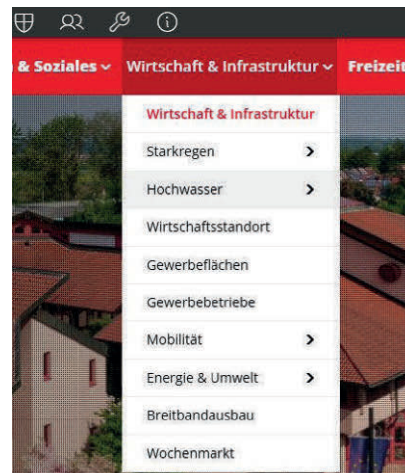 & Soziales
Wirtschaft & Infrastruktur
Freizeit
Wirtschaft & Infrastruktur
Starkregen
Hochwasser
Wirtschaftsstandort
Gewerbeflächen
Gewerbebetriebe
Mobilität
Energie & Umwelt
Breitbandausbau
Wochenmarkt